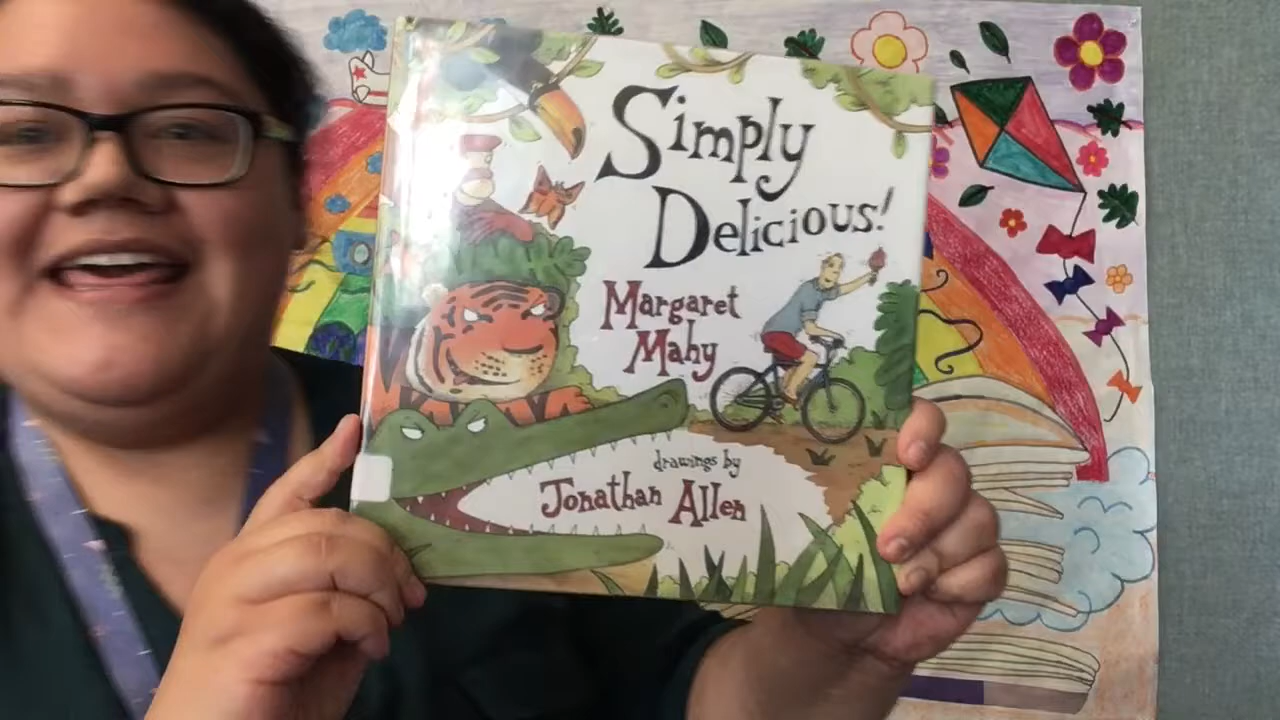 Simply
Delicious!
Margaret
Mahy
drawings by
Jonathan Allen